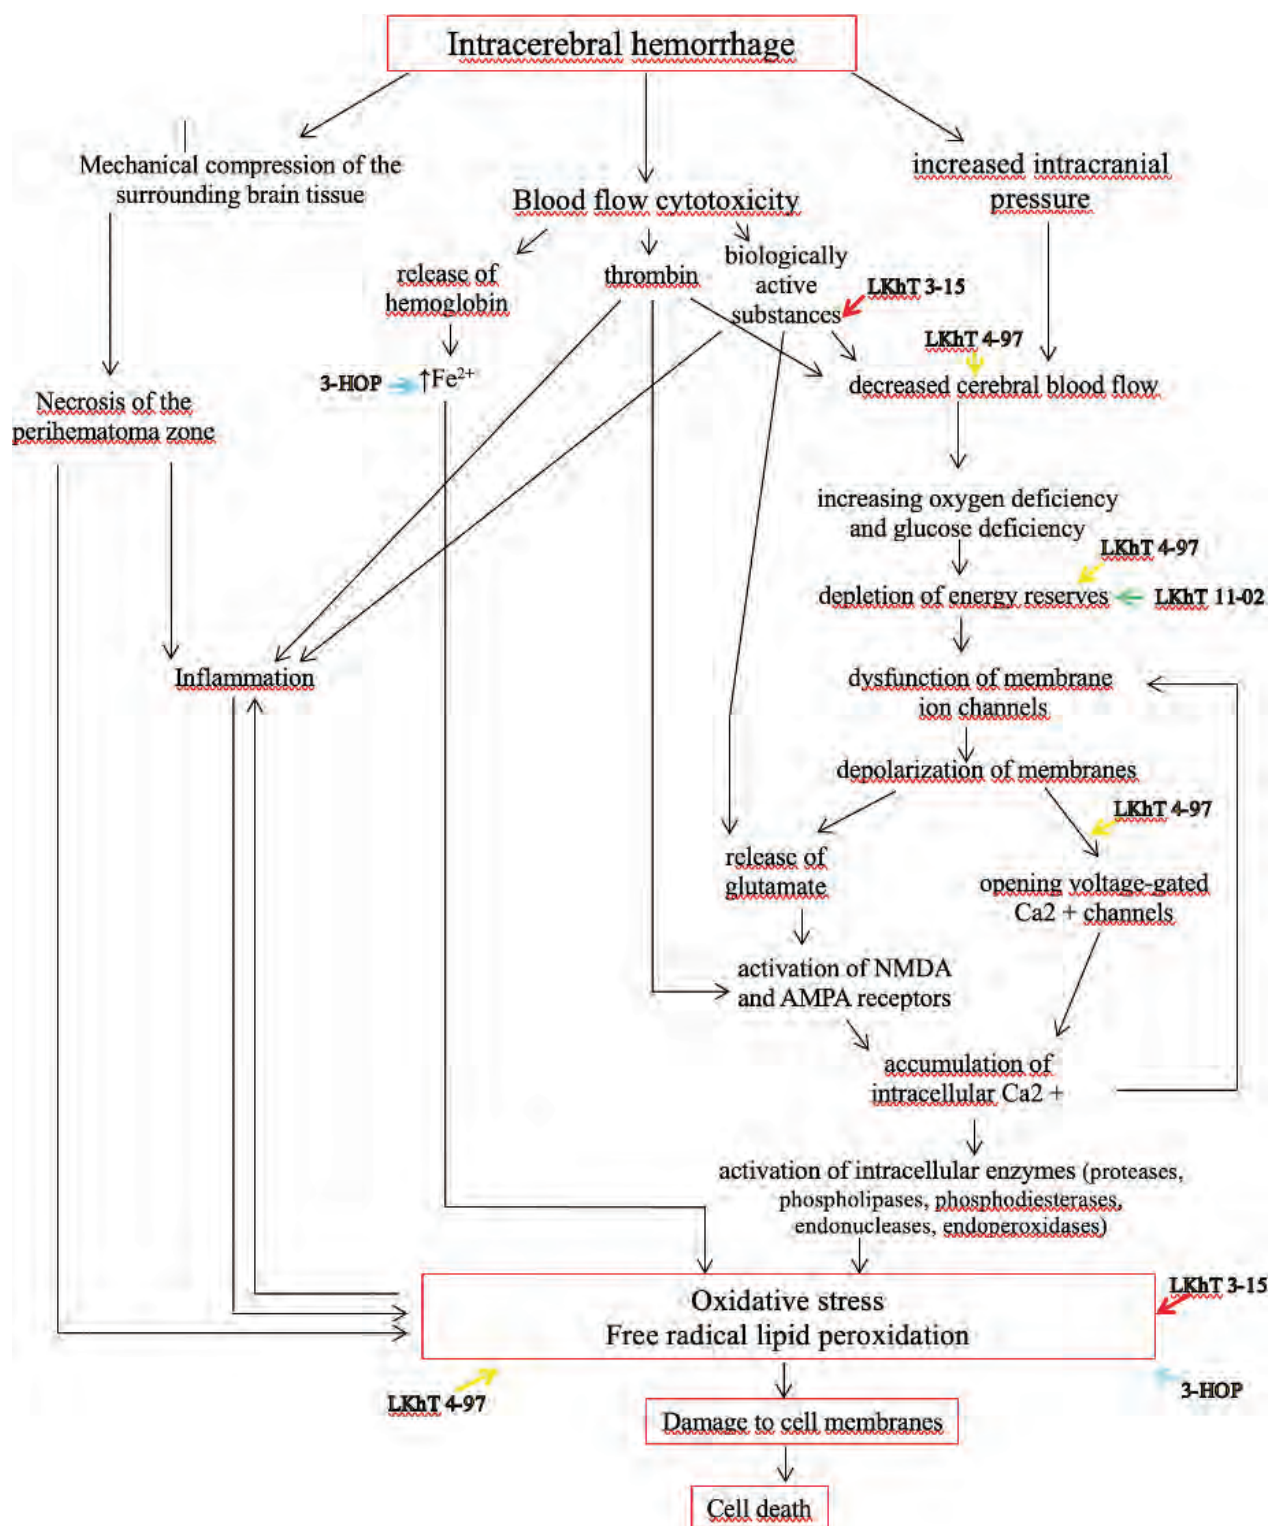 Intracerebral hemorrhage
Mechanical compression of the
surrounding brain tissue
increased intracranial
pressure
Blood flow cytotoxicity
release of
hemoglobin
thrombin
biologically
active
substances
LKhT 3-15
LKhT 4-97
3-HOP
↑Fe²⁺
decreased cerebral blood flow
Necrosis of the
perihematoma zone
increasing oxygen deficiency
and glucose deficiency
LKhT 4-97
depletion of energy reserves
LKhT 11-02
Inflammation
dysfunction of membrane
ion channels
depolarization of membranes
LKhT 4-97
release of
glutamate
opening voltage-gated
Ca2 + channels
activation of NMDA
and AMPA receptors
accumulation of
intracellular Ca2 +
activation of intracellular enzymes (proteases,
phospholipases, phosphodiesterases,
endonucleases, endoperoxidases)
Oxidative stress
Free radical lipid peroxidation
LKhT 3-15
LKhT 4-97
3-HOP
Damage to cell membranes
Cell death